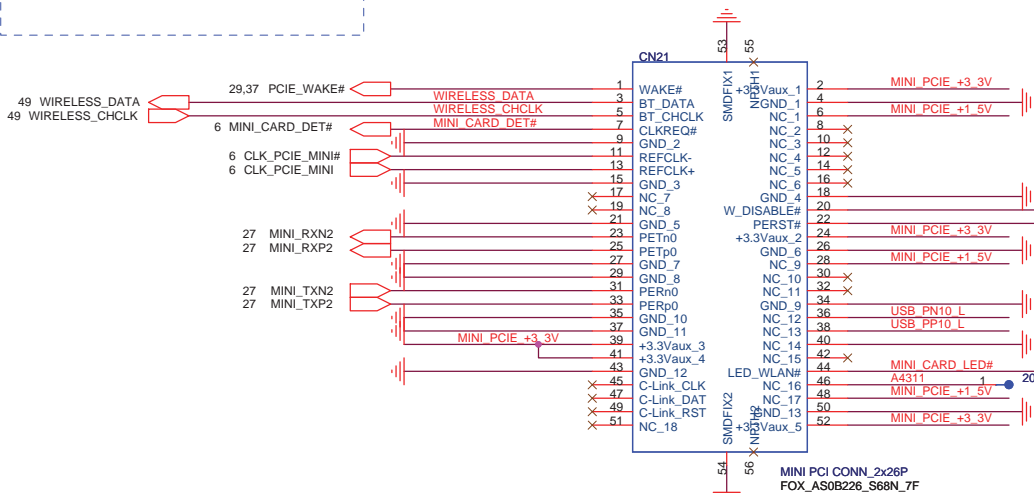 53 55
CN21
29,37 PCIE_WAKE# 1 WAKE# +3.3Vaux_1 2 MINI_PCIE_+3_3V
49 WIRELESS_DATA WIRELESS_DATA 3 BT_DATA GND_1 4
49 WIRELESS_CHCLK WIRELESS_CHCLK 5 BT_CHCLK NC_1 6 MINI_PCIE_+1_5V
6 MINI_CARD_DET# MINI_CARD_DET# 7 CLKREQ# NC_2 8
9 GND_2 NC_3 10
6 CLK_PCIE_MINI# 11 REFCLK- NC_4 12
6 CLK_PCIE_MINI 13 REFCLK+ NC_5 14
15 GND_3 NC_6 16
17 NC_7 GND_4 18
19 NC_8 W_DISABLE# 20
21 GND_5 PERST# 22
27 MINI_RXN2 23 PETn0 +3.3Vaux_2 24 MINI_PCIE_+3_3V
27 MINI_RXP2 25 PETp0 GND_6 26
27 GND_7 NC_9 28 MINI_PCIE_+1_5V
29 GND_8 NC_10 30
27 MINI_TXN2 31 PERn0 NC_11 32
27 MINI_TXP2 33 PERp0 GND_9 34
35 GND_10 NC_12 36 USB_PN10_L
37 GND_11 NC_13 38 USB_PP10_L
MINI_PCIE_+3_3V 39 +3.3Vaux_3 NC_14 40
41 +3.3Vaux_4 NC_15 42
43 GND_12 LED_WLAN# 44 MINI_CARD_LED#
45 C-Link_CLK NC_16 46 A4311 1 20
47 C-Link_DAT NC_17 48 MINI_PCIE_+1_5V
49 C-Link_RST GND_13 50
51 NC_18 +3.3Vaux_5 52 MINI_PCIE_+3_3V
SMDFIX1 NPTH1
SMDFIX2 NPTH2
54 56
MINI PCI CONN_2x26P
FOX_AS0B226_S68N_7F